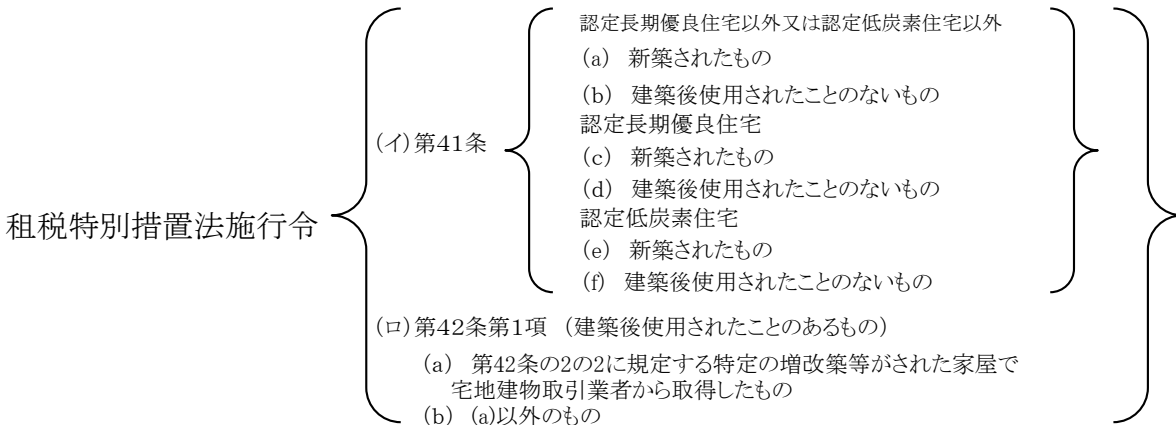 租税特別措置法施行令
(イ)第41条
認定長期優良住宅以外又は認定低炭素住宅以外
(a) 新築されたもの
(b) 建築後使用されたことのないもの
認定長期優良住宅
(c) 新築されたもの
(d) 建築後使用されたことのないもの
認定低炭素住宅
(e) 新築されたもの
(f) 建築後使用されたことのないもの
(ロ)第42条第1項 (建築後使用されたことのあるもの)
(a) 第42条の2の2に規定する特定の増改築等がされた家屋で
宅地建物取引業者から取得したもの
(b) (a)以外のもの